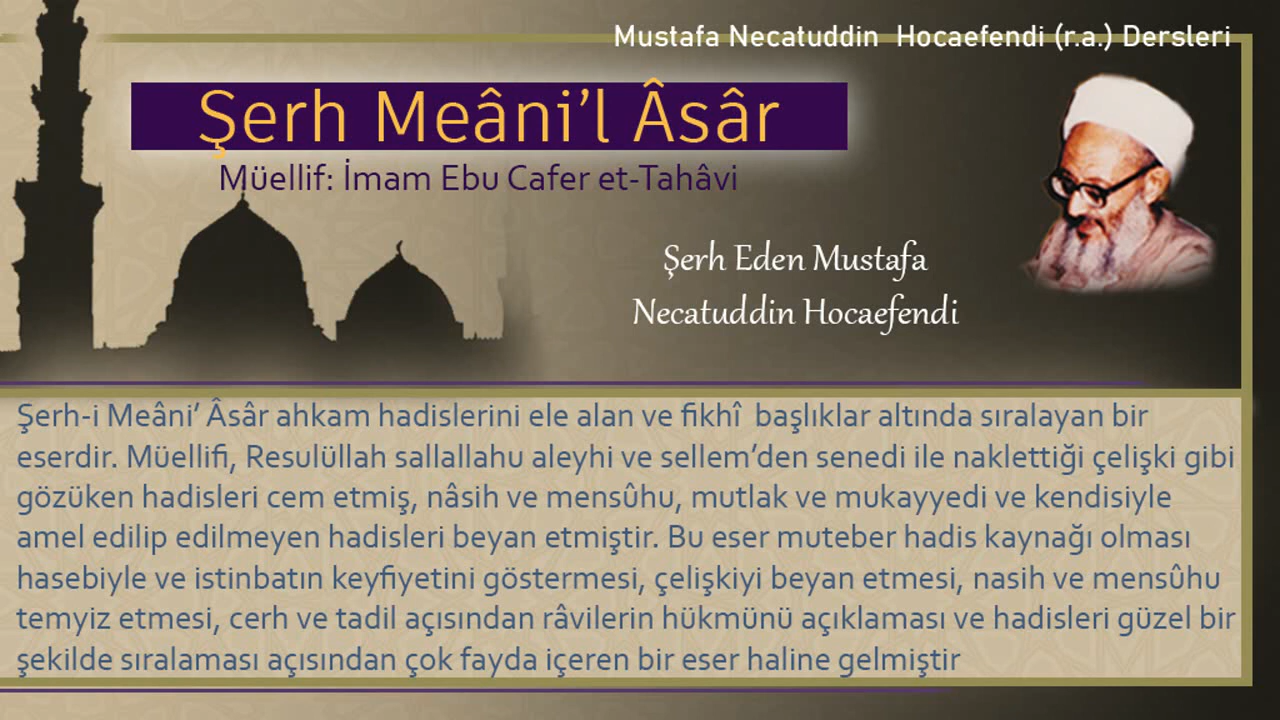 Mustafa Necatuddin Hocaefendi (r.a.) Dersleri
Şerh Meâni’l Âsâr
Müellif: İmam Ebu Cafer et-Tahâvi
Şerh Eden Mustafa
Necatuddin Hocaefendi
Şerh-i Meâni’ Âsâr ahkam hadislerini ele alan ve fikhî başlıklar altında sıralayan bir
eserdir. Müellifi, Resulüllah sallallahu aleyhi ve sellem’den senedi ile naklettiği çelişki gibi
gözüken hadisleri cem etmiş, nâsih ve mensûhu, mutlak ve mukayyedi ve kendisiyle
amel edilip edilmeyen hadisleri beyan etmiştir. Bu eser muteber hadis kaynağı olması
hasebiyle ve istinbatın keyfiyetini göstermesi, çelişkiyi beyan etmesi, nasih ve mensûhu
temyiz etmesi, cerh ve tadil açısından râvilerin hükmünü açıklaması ve hadisleri güzel bir
şekilde sıralaması açısından çok fayda içeren bir eser haline gelmiştir